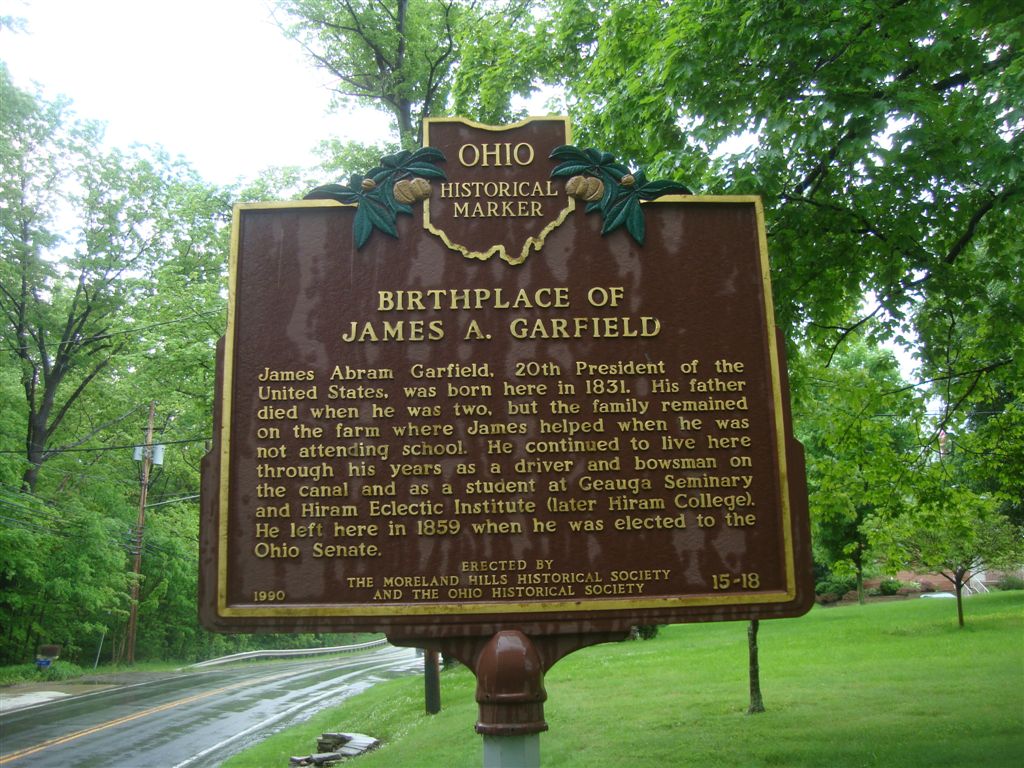 OHIO
HISTORICAL
MARKER
BIRTHPLACE OF
JAMES A. GARFIELD
James Abram Garfield, 20th President of the
United States, was born here in 1831. His father
died when he was two, but the family remained
on the farm where James helped when he was
not attending school. He continued to live here
through his years as a driver and bowsman on
the canal and as a student at Geauga Seminary
and Hiram Eclectic Institute (later Hiram College).
He left here in 1859 when he was elected to the
Ohio Senate.
ERECTED BY
THE MORELAND HILLS HISTORICAL SOCIETY
AND THE OHIO HISTORICAL SOCIETY
1990
15-18